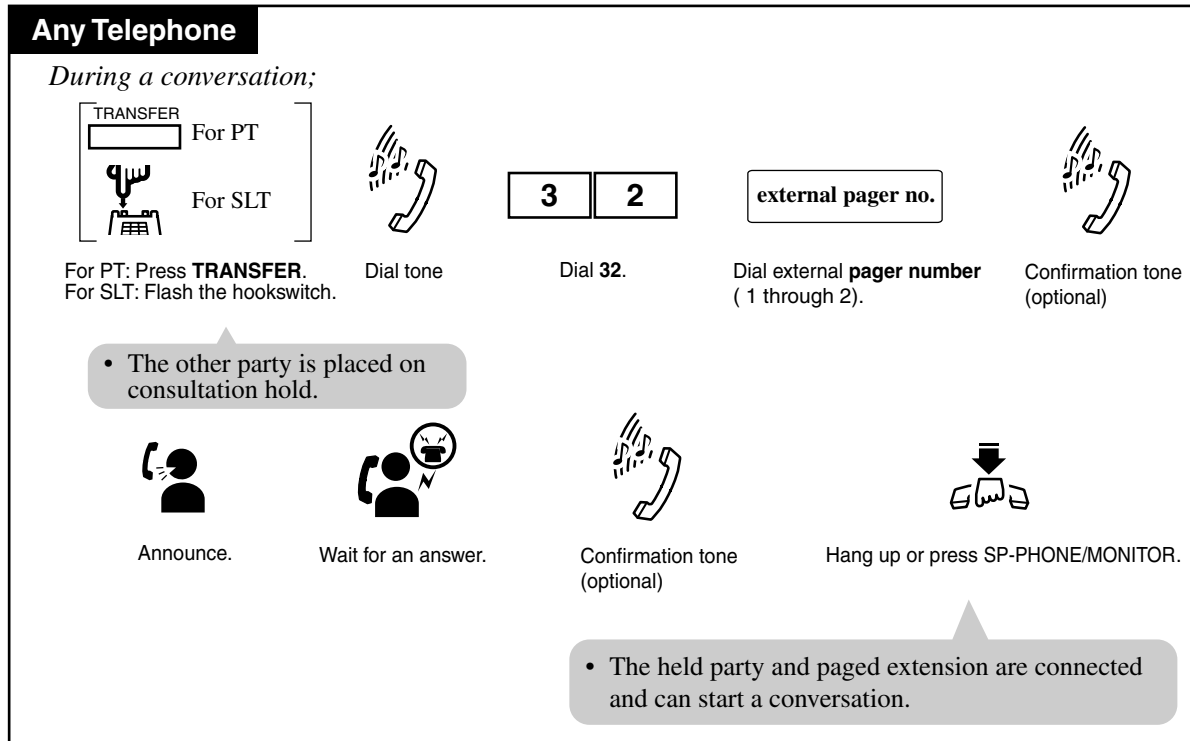 Any Telephone
During a conversation;
TRANSFER
For PT
For SLT
3 2
external pager no.
For PT: Press TRANSFER.
For SLT: Flash the hookswitch.
Dial tone
Dial 32.
Dial external pager number
( 1 through 2).
Confirmation tone
(optional)
• The other party is placed on
consultation hold.
Announce.
Wait for an answer.
Confirmation tone
(optional)
Hang up or press SP-PHONE/MONITOR.
• The held party and paged extension are connected
and can start a conversation.